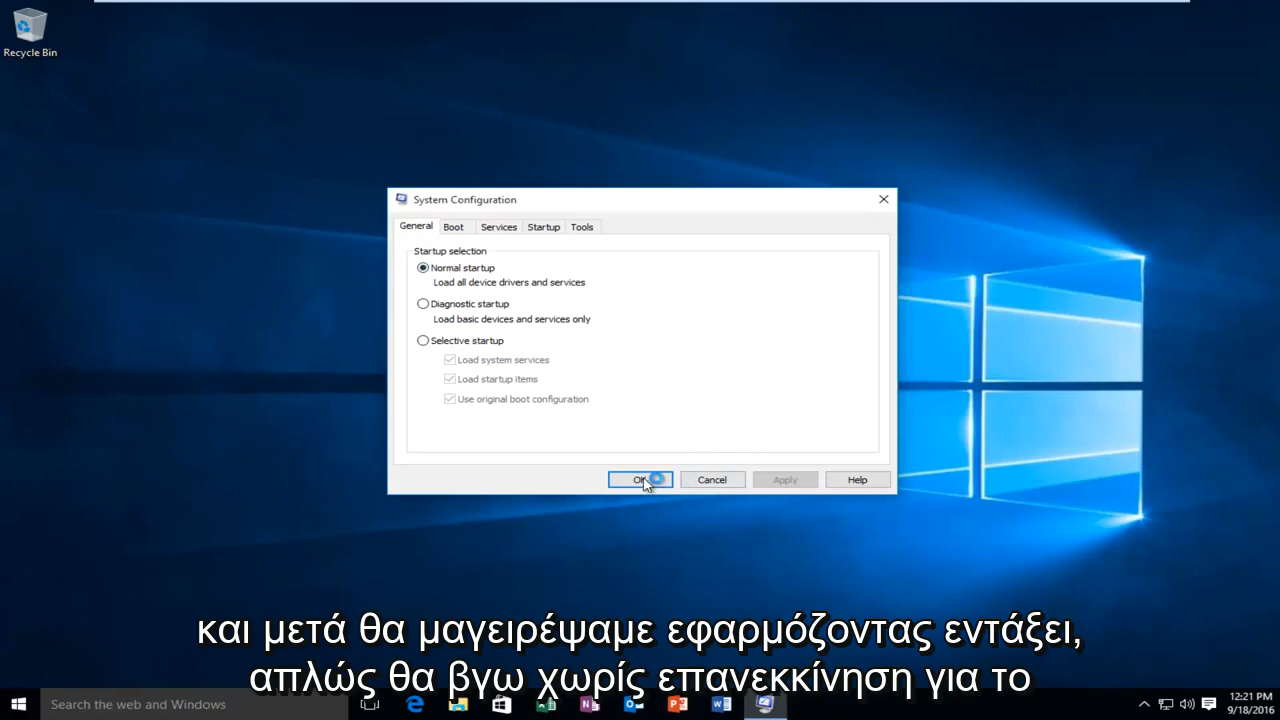 Recycle Bin
System Configuration
General Boot Services Startup Tools
Startup selection
Normal startup
Load all device drivers and services
Diagnostic startup
Load basic devices and services only
Selective startup
Load system services
Load startup items
Use original boot configuration
OK Cancel Apply Help
και μετά θα μαγειρέψαμε εφαρμόζοντας εντάξει,
απλώς θα βγω χωρίς επανεκκίνηση για το
Search the web and Windows
12:21 PM
9/18/2016